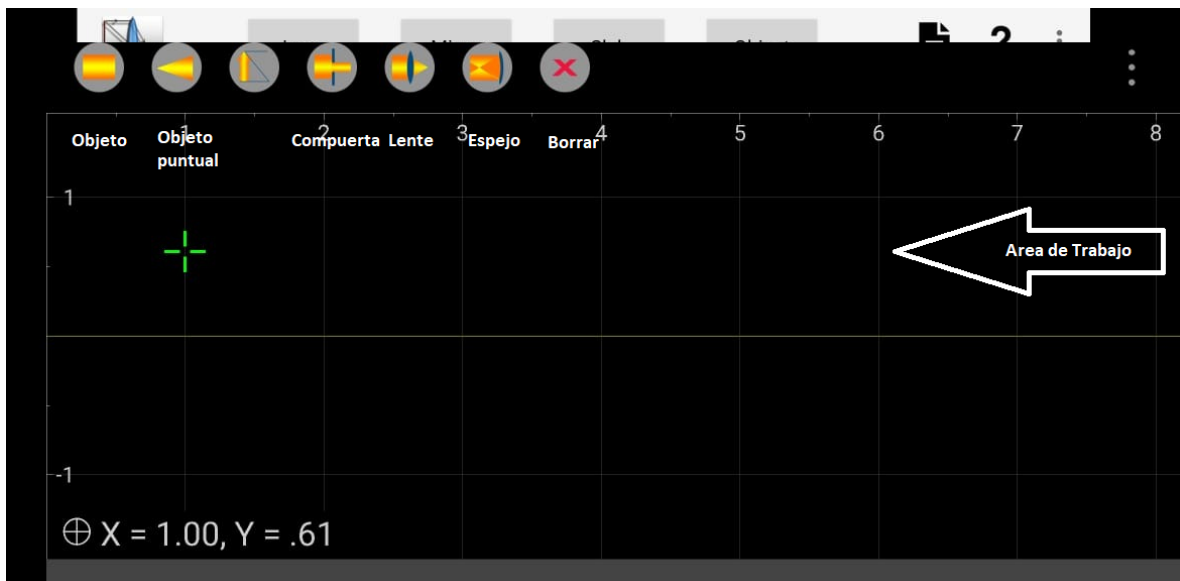 ?
Objeto
Objeto puntual
Compuerta
Lente
Espejo
Borrar
2
3
4
5
6
7
8
1
Area de Trabajo
-1
X = 1.00, Y = .61